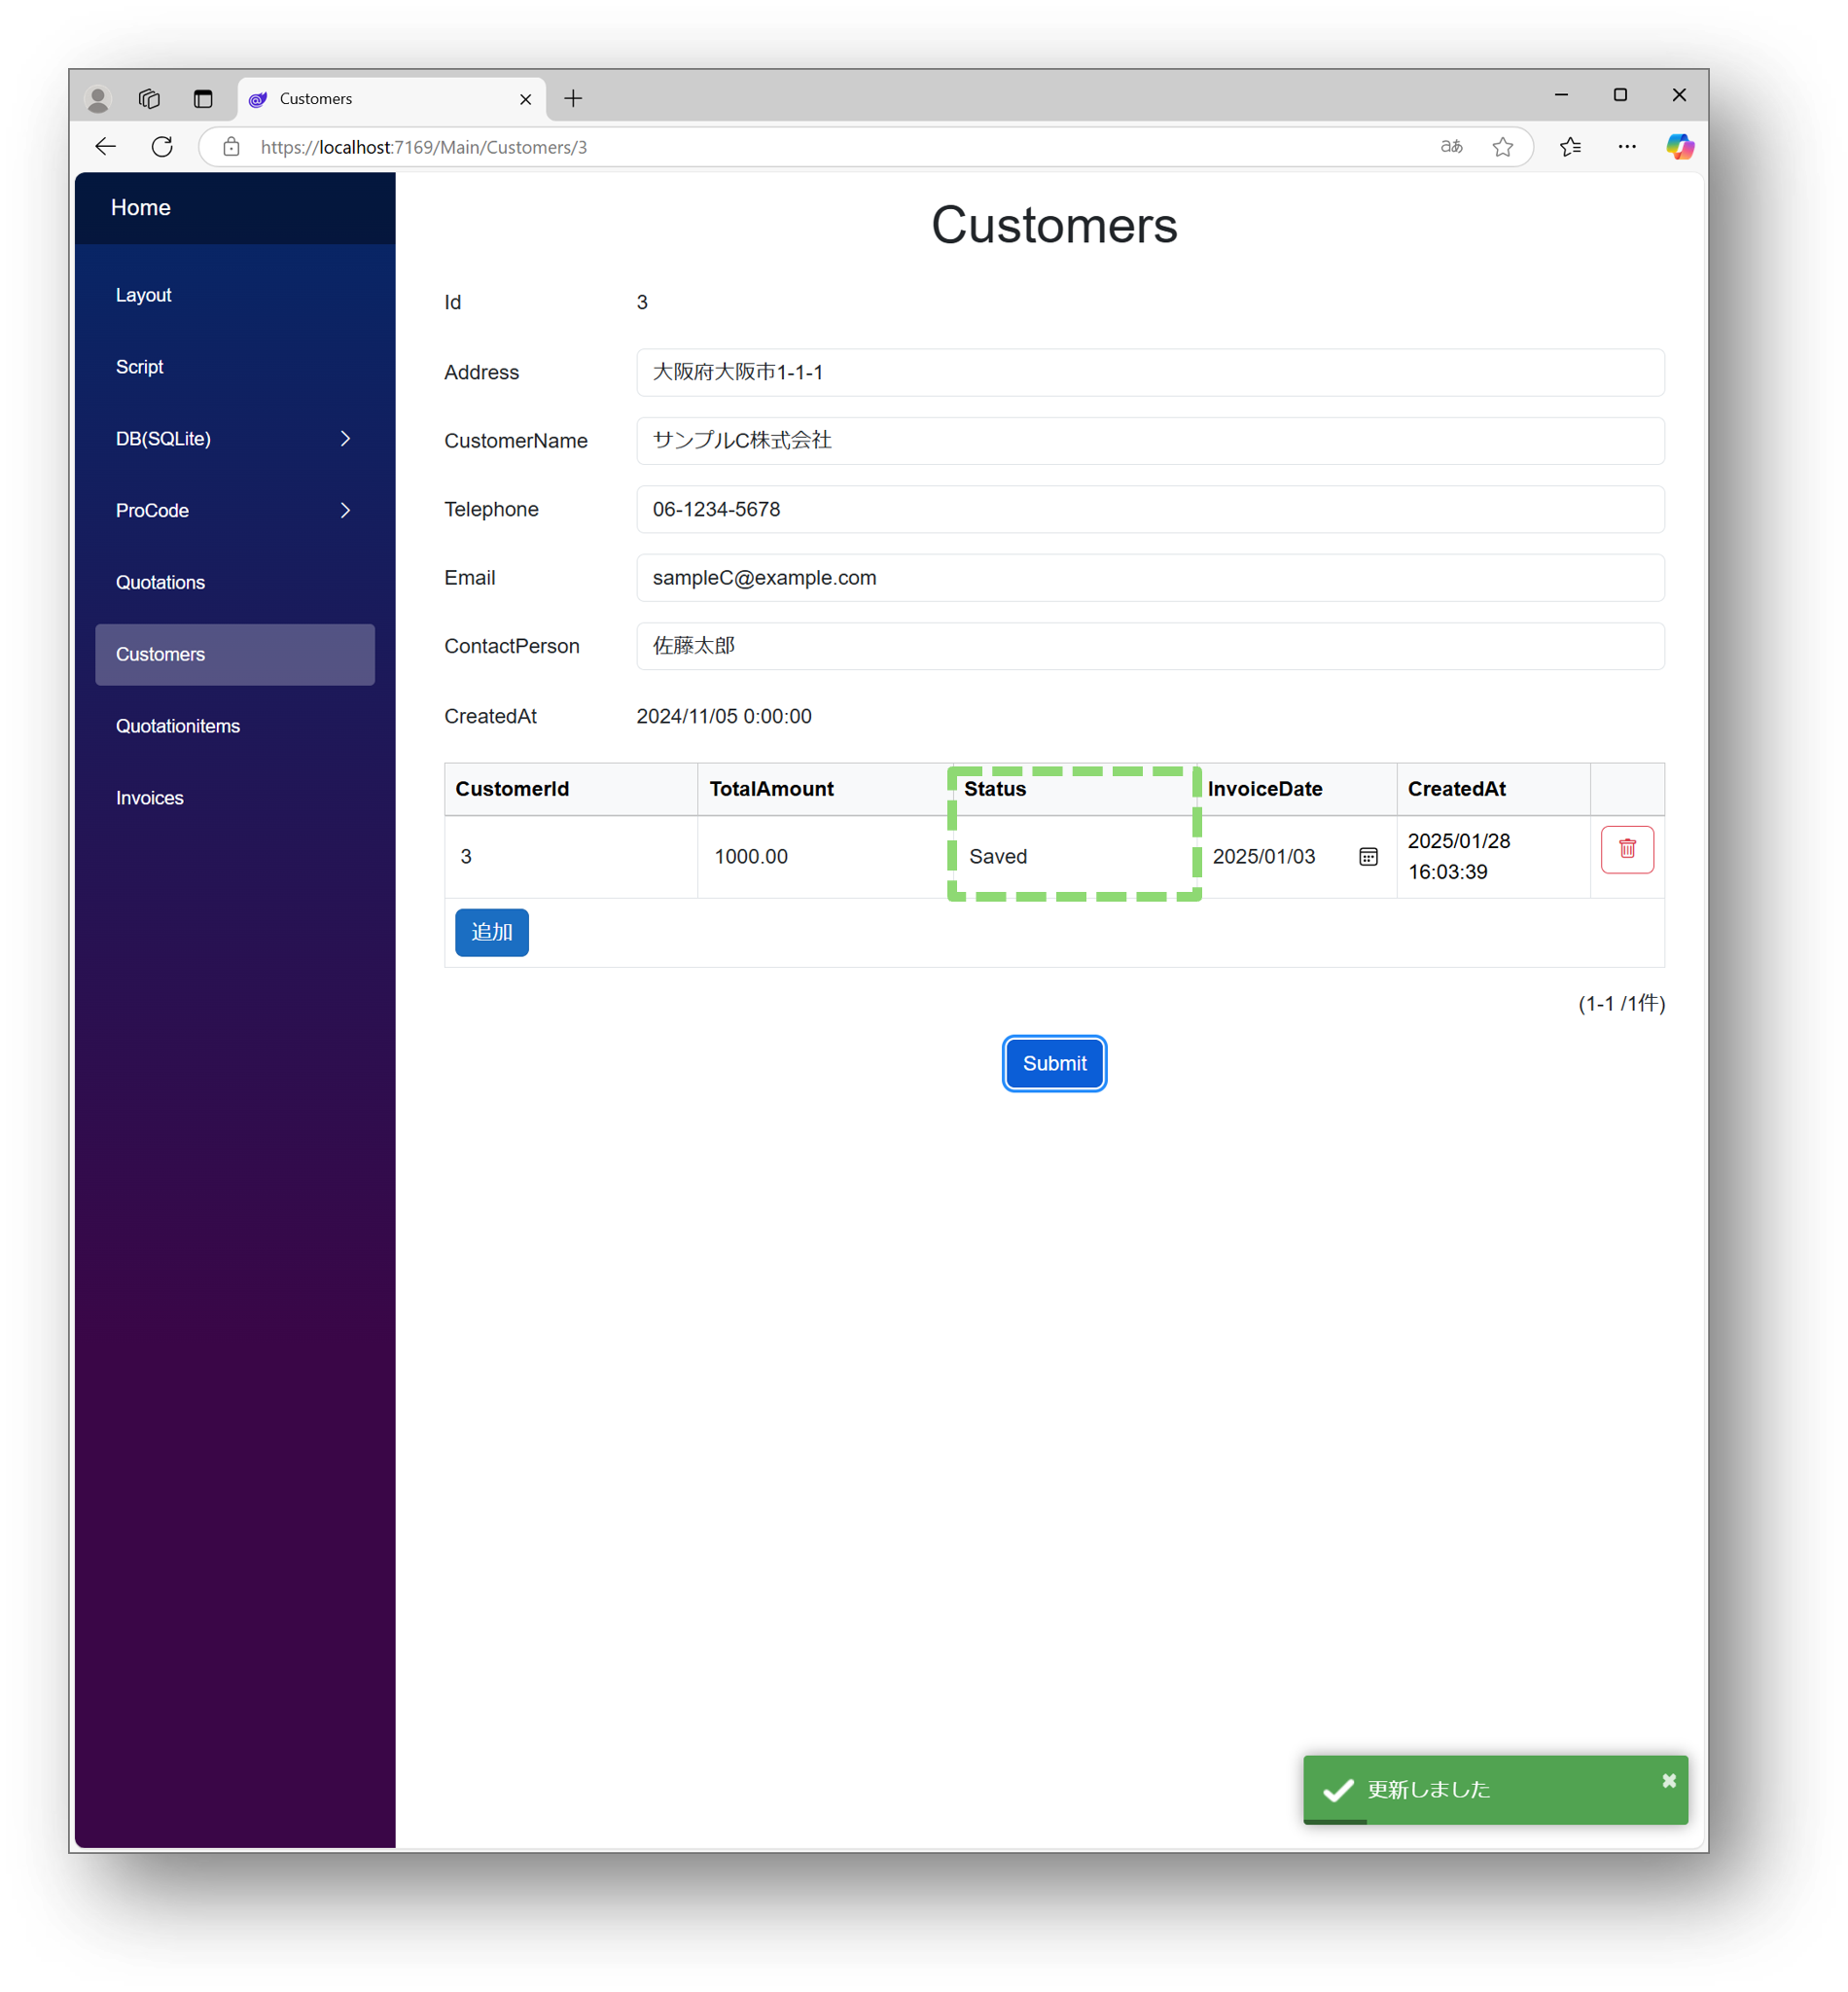 Customers
https://localhost:7169/Main/Customers/3
aあ
Home
Layout
Script
DB(SQLite)
ProCode
Quotations
Customers
Quotationitems
Invoices
Customers
Id 3
Address 大阪府大阪市1-1-1
CustomerName サンプルC株式会社
Telephone 06-1234-5678
Email sampleC@example.com
ContactPerson 佐藤太郎
CreatedAt 2024/11/05 0:00:00
CustomerId TotalAmount Status InvoiceDate CreatedAt
3 1000.00 Saved 2025/01/03 2025/01/28
16:03:39
追加
(1-1 /1件)
Submit
更新しました